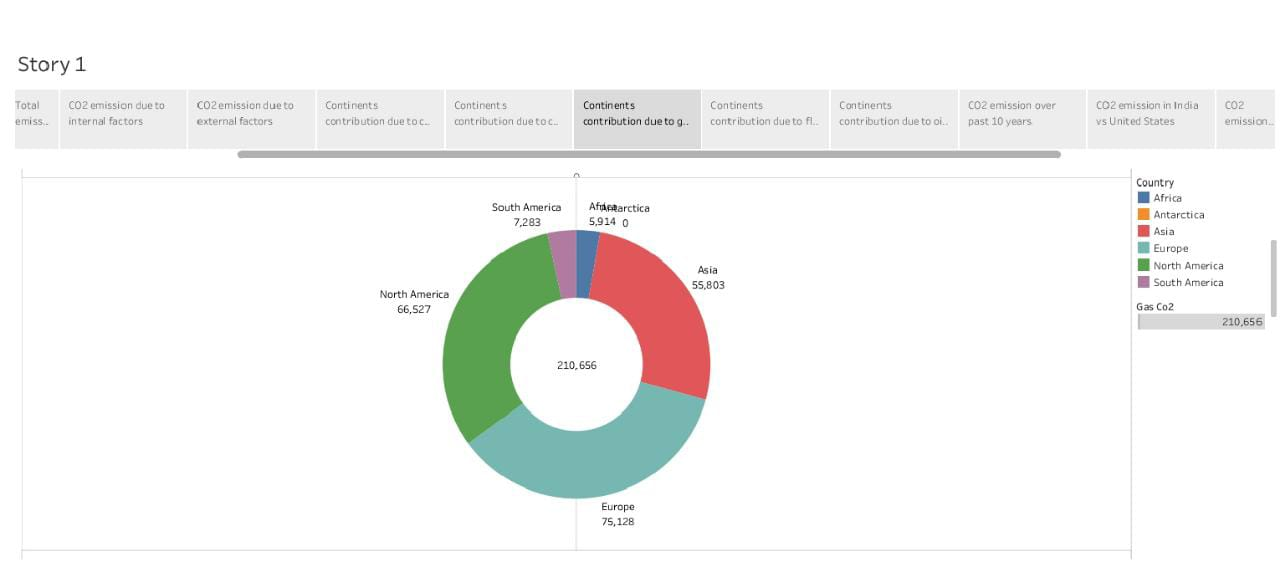 Story 1
Total
emiss..
CO2 emission due to
internal factors
CO2 emission due to
external factors
Continents
contribution due to c..
Continents
contribution due to c..
Continents
contribution due to g..
Continents
contribution due to fl..
Continents
contribution due to oi..
CO2 emission over
past 10 years
CO2 emission in India
vs United States
CO2
emission..
0
South America
7,283
Africa
5,914
Antarctica
0
Asia
55,803
North America
66,527
210,656
Europe
75,128
Country
Africa
Antarctica
Asia
Europe
North America
South America
Gas Co2
210,656